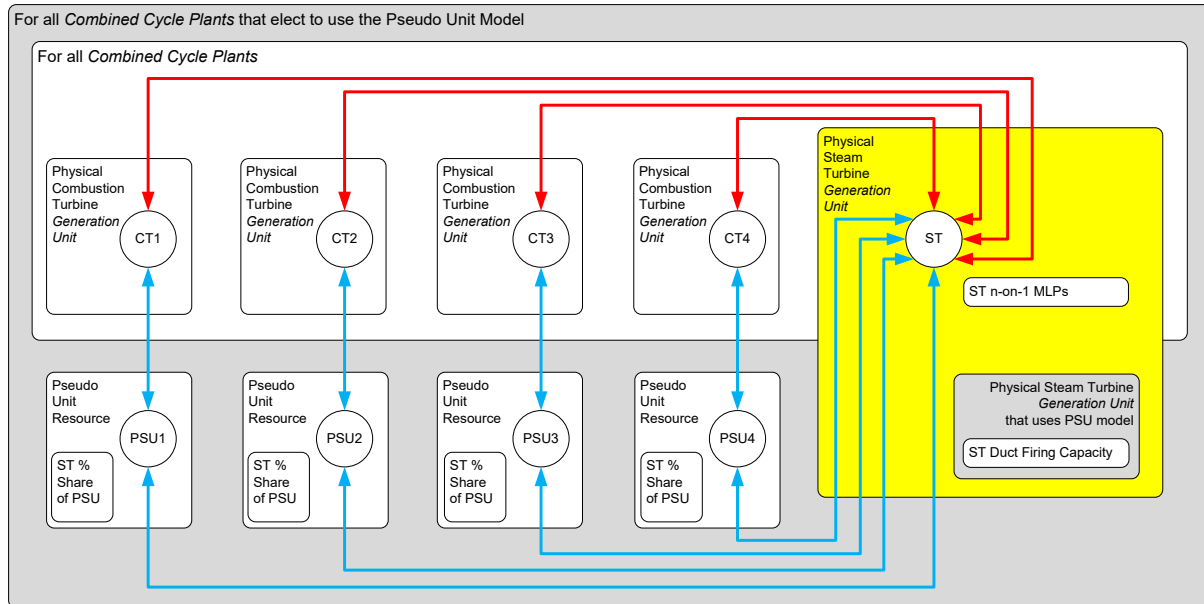 For all Combined Cycle Plants that elect to use the Pseudo Unit Model
For all Combined Cycle Plants
Physical
Combustion
Turbine
Generation
Unit
CT1
Physical
Combustion
Turbine
Generation
Unit
CT2
Physical
Combustion
Turbine
Generation
Unit
CT3
Physical
Combustion
Turbine
Generation
Unit
CT4
Physical
Steam
Turbine
Generation
Unit
ST
ST n-on-1 MLPs
Pseudo
Unit
Resource
PSU1
ST %
Share
of PSU
Pseudo
Unit
Resource
PSU2
ST %
Share
of PSU
Pseudo
Unit
Resource
PSU3
ST %
Share
of PSU
Pseudo
Unit
Resource
PSU4
ST %
Share
of PSU
Physical Steam Turbine
Generation Unit
that uses PSU model
ST Duct Firing Capacity